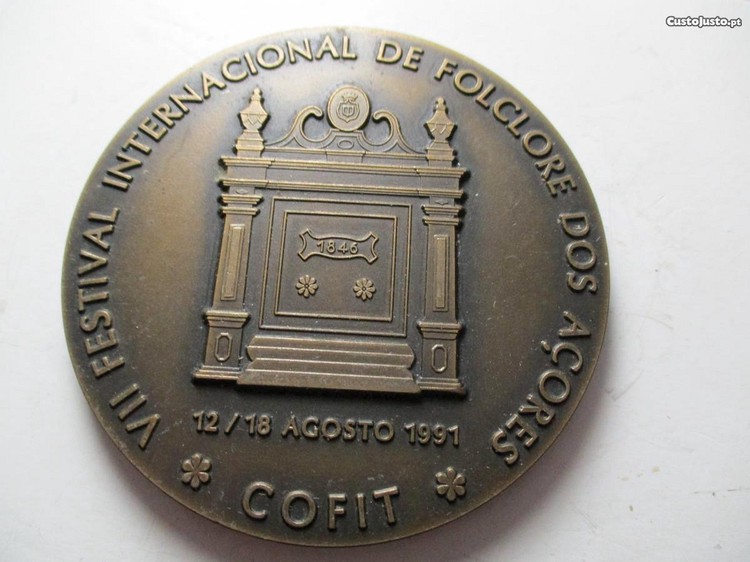 CustoJusto.pt
VII FESTIVAL INTERNACIONAL DE FOLCLORE DOS AÇORES
1846
12/18 AGOSTO 1991
* COFIT *